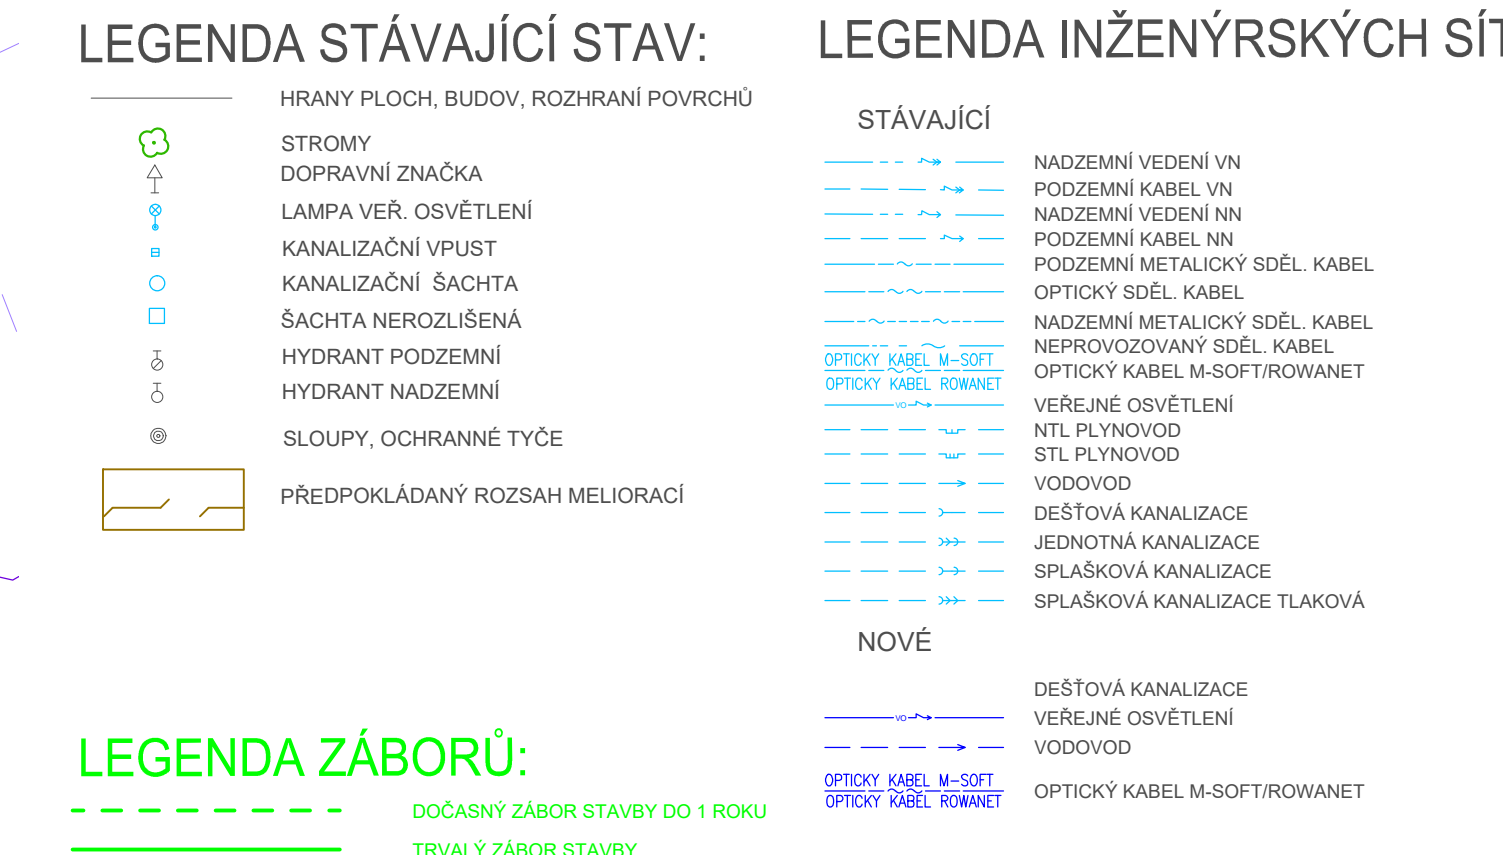 LEGENDA STÁVAJÍCÍ STAV:
HRANY PLOCH, BUDOV, ROZHRANÍ POVRCHŮ
STROMY
DOPRAVNÍ ZNAČKA
LAMPA VEŘ. OSVĚTLENÍ
KANALIZAČNÍ VPUST
KANALIZAČNÍ ŠACHTA
ŠACHTA NEROZLIŠENÁ
HYDRANT PODZEMNÍ
HYDRANT NADZEMNÍ
SLOUPY, OCHRANNÉ TYČE
PŘEDPOKLÁDANÝ ROZSAH MELIORACÍ
LEGENDA ZÁBORŮ:
DOČASNÝ ZÁBOR STAVBY DO 1 ROKU
TRVALÝ ZÁBOR STAVBY
LEGENDA INŽENÝRSKÝCH SÍT
STÁVAJÍCÍ
NADZEMNÍ VEDENÍ VN
PODZEMNÍ KABEL VN
NADZEMNÍ VEDENÍ NN
PODZEMNÍ KABEL NN
PODZEMNÍ METALICKÝ SDĚL. KABEL
OPTICKÝ SDĚL. KABEL
NADZEMNÍ METALICKÝ SDĚL. KABEL
NEPROVOZOVANÝ SDĚL. KABEL
OPTICKY KABEL M-SOFT
OPTICKÝ KABEL M-SOFT/ROWANET
OPTICKY KABEL ROWANET
VO VEŘEJNÉ OSVĚTLENÍ
NTL PLYNOVOD
STL PLYNOVOD
VODOVOD
DEŠŤOVÁ KANALIZACE
JEDNOTNÁ KANALIZACE
SPLAŠKOVÁ KANALIZACE
SPLAŠKOVÁ KANALIZACE TLAKOVÁ
NOVÉ
DEŠŤOVÁ KANALIZACE
VO VEŘEJNÉ OSVĚTLENÍ
VODOVOD
OPTICKY KABEL M-SOFT
OPTICKÝ KABEL M-SOFT/ROWANET
OPTICKY KABEL ROWANET